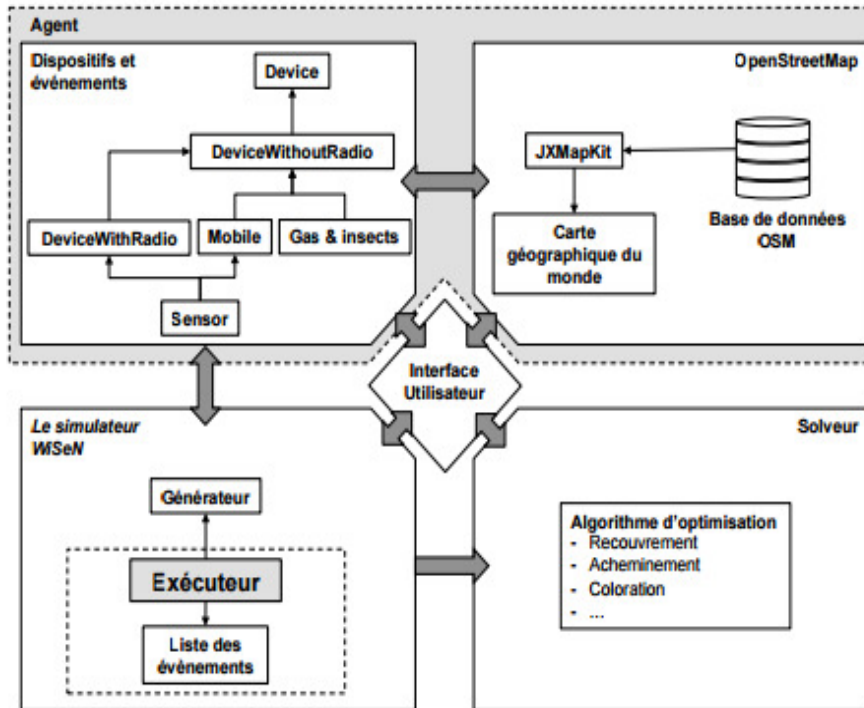 Agent
Dispositifs et
événements
Device
DeviceWithoutRadio
DeviceWithRadio
Mobile
Gas & insects
Sensor
OpenStreetMap
JXMapKit
Carte
géographique du
monde
Base de données
OSM
Interface
Utilisateur
Le simulateur
WiSeN
Générateur
Exécuteur
Liste des
évènements
Solveur
Algorithme d'optimisation
- Recouvrement
- Acheminement
- Coloration
- ...